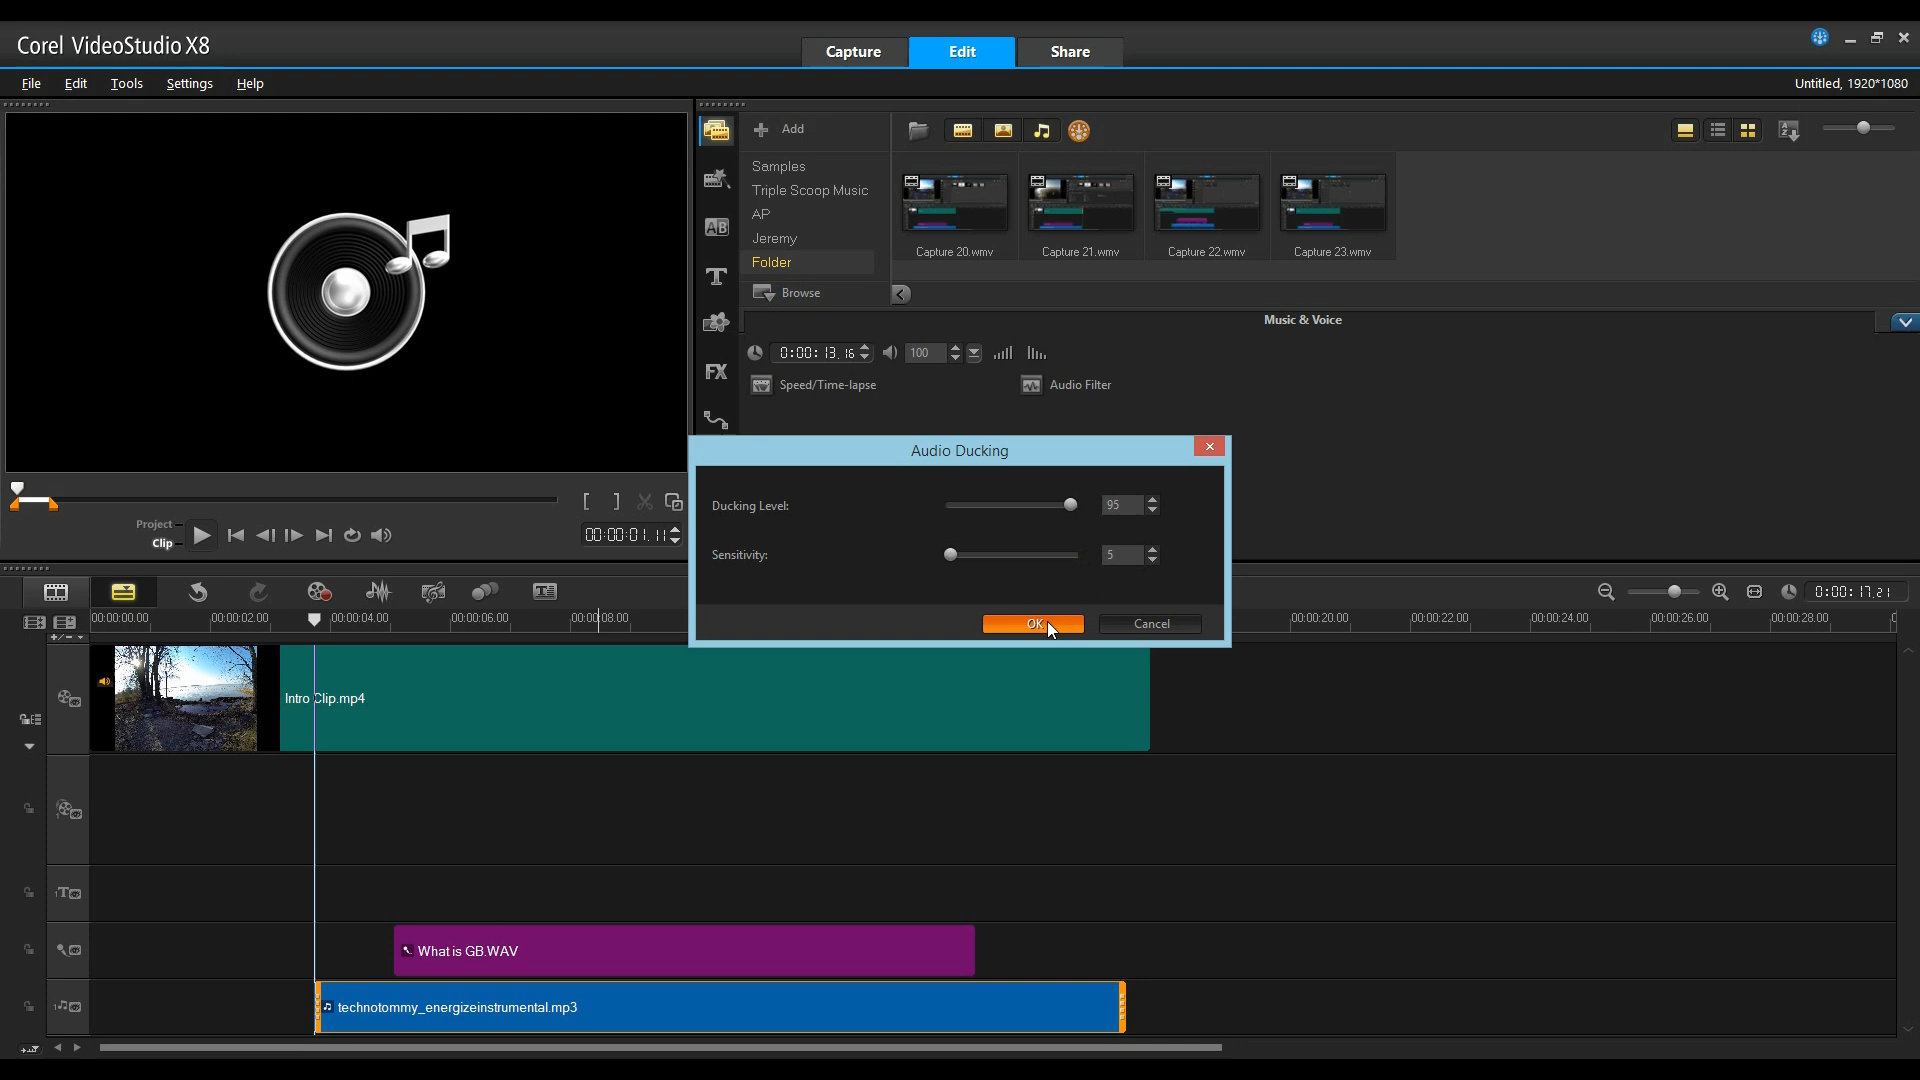 Corel VideoStudio X8
Capture Edit Share
File Edit Tools Settings Help
Untitled, 1920*1080
Add
Samples
Triple Scoop Music
AP
Jeremy
Folder
Browse
Capture 20.wmv Capture 21.wmv Capture 22.wmv Capture 23.wmv
Music & Voice
0:00: 13. 16 100
Speed/Time-lapse Audio Filter
AB
T
FX
Audio Ducking
Ducking Level: 95
Sensitivity: 5
OK Cancel
Project
Clip
00:00:01. 11
0:00: 17. 21
00:00:00.00 00:00:02.00 00:00:04.00 00:00:06.00 00:00:08.00 00:00:20.00 00:00:22.00 00:00:24.00 00:00:26.00 00:00:28.00
Intro Clip.mp4
What is GB.WAV
technotommy_energizeinstrumental.mp3